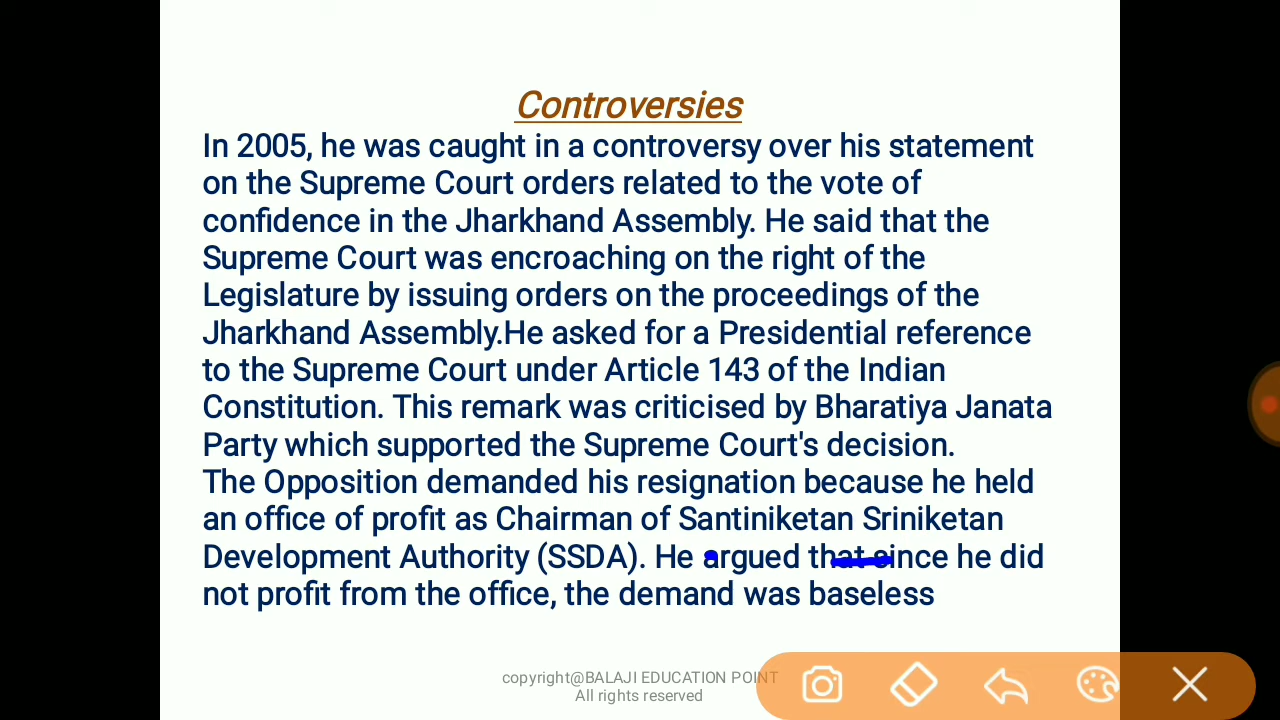 Controversies
In 2005, he was caught in a controversy over his statement
on the Supreme Court orders related to the vote of
confidence in the Jharkhand Assembly. He said that the
Supreme Court was encroaching on the right of the
Legislature by issuing orders on the proceedings of the
Jharkhand Assembly.He asked for a Presidential reference
to the Supreme Court under Article 143 of the Indian
Constitution. This remark was criticised by Bharatiya Janata
Party which supported the Supreme Court's decision.
The Opposition demanded his resignation because he held
an office of profit as Chairman of Santiniketan Sriniketan
Development Authority (SSDA). He argued that since he did
not profit from the office, the demand was baseless
copyright@BALAJI EDUCATION POINT
All rights reserved